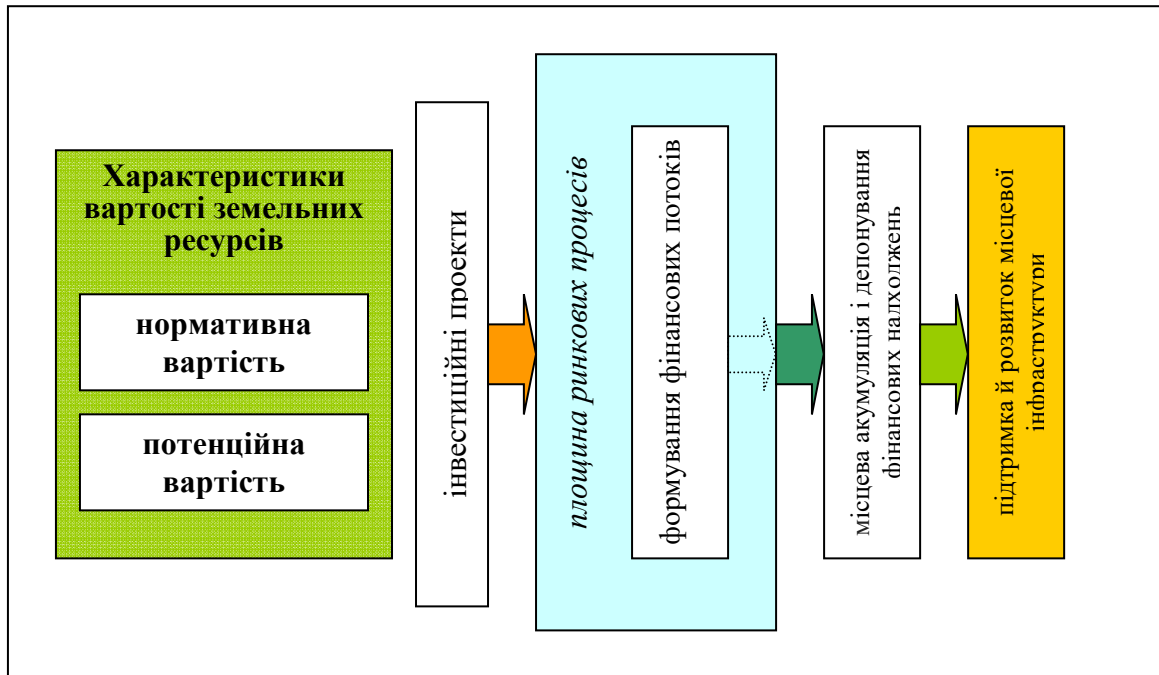 Характеристики
вартості земельних
ресурсів
нормативна
вартість
потенційна
вартість
інвестиційні проекти
площина ринкових процесів
формування фінансових потоків
місцева акумуляція і депонування
фінансових надходжень
підтримка й розвиток місцевої
інфраструктури